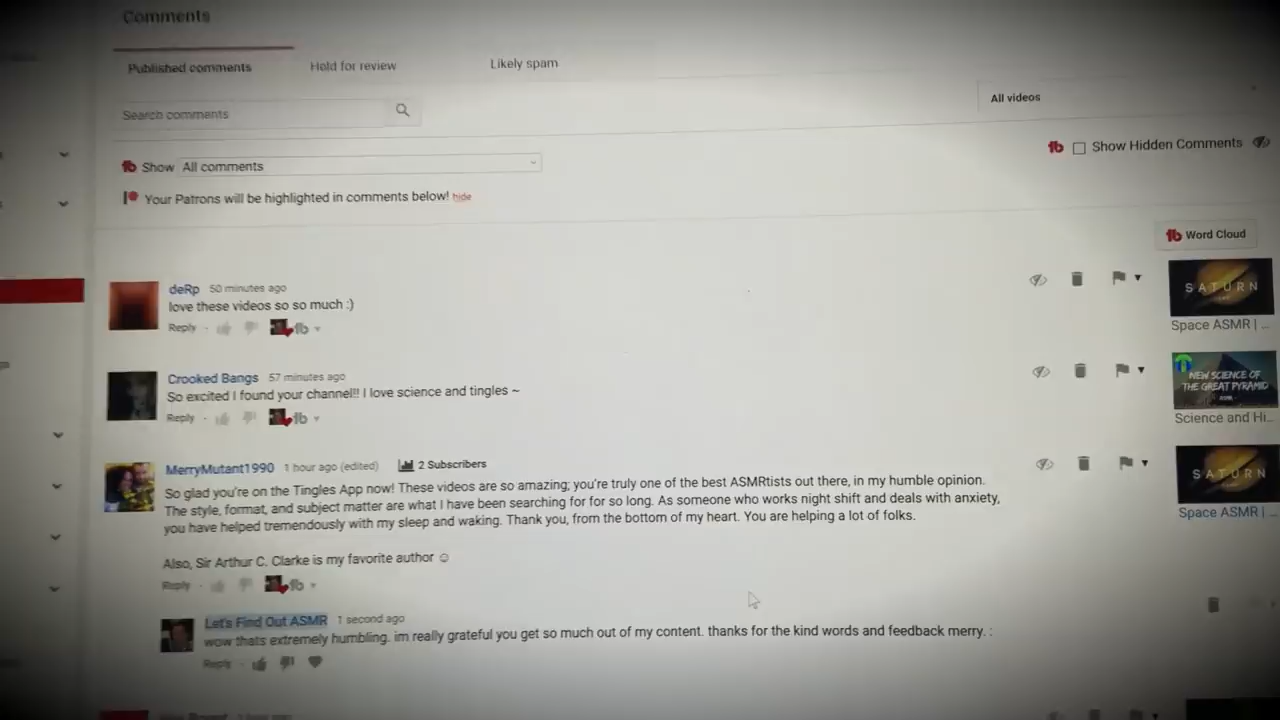 Comments
Published comments
Held for review
Likely spam
Search comments
All videos
Show All comments
Show Hidden Comments
Your Patrons will be highlighted in comments below! hide
Word Cloud
deRp 50 minutes ago
love these videos so so much :)
Reply
SATURN
Space ASMR | ...
Crooked Bangs 57 minutes ago
So excited I found your channel!! I love science and tingles ~
Reply
NEW SCIENCE OF
THE GREAT PYRAMID
Science and Hi...
MerryMutant1990 1 hour ago (edited) 2 Subscribers
So glad you're on the Tingles App now! These videos are so amazing; you're truly one of the best ASMRtists out there, in my humble opinion.
The style, format, and subject matter are what I have been searching for for so long. As someone who works night shift and deals with anxiety,
you have helped tremendously with my sleep and waking. Thank you, from the bottom of my heart. You are helping a lot of folks.
Also, Sir Arthur C. Clarke is my favorite author ☺
Reply
SATURN
Space ASMR | ...
Let's Find Out ASMR 1 second ago
wow thats extremely humbling. im really grateful you get so much out of my content. thanks for the kind words and feedback merry. :
Reply